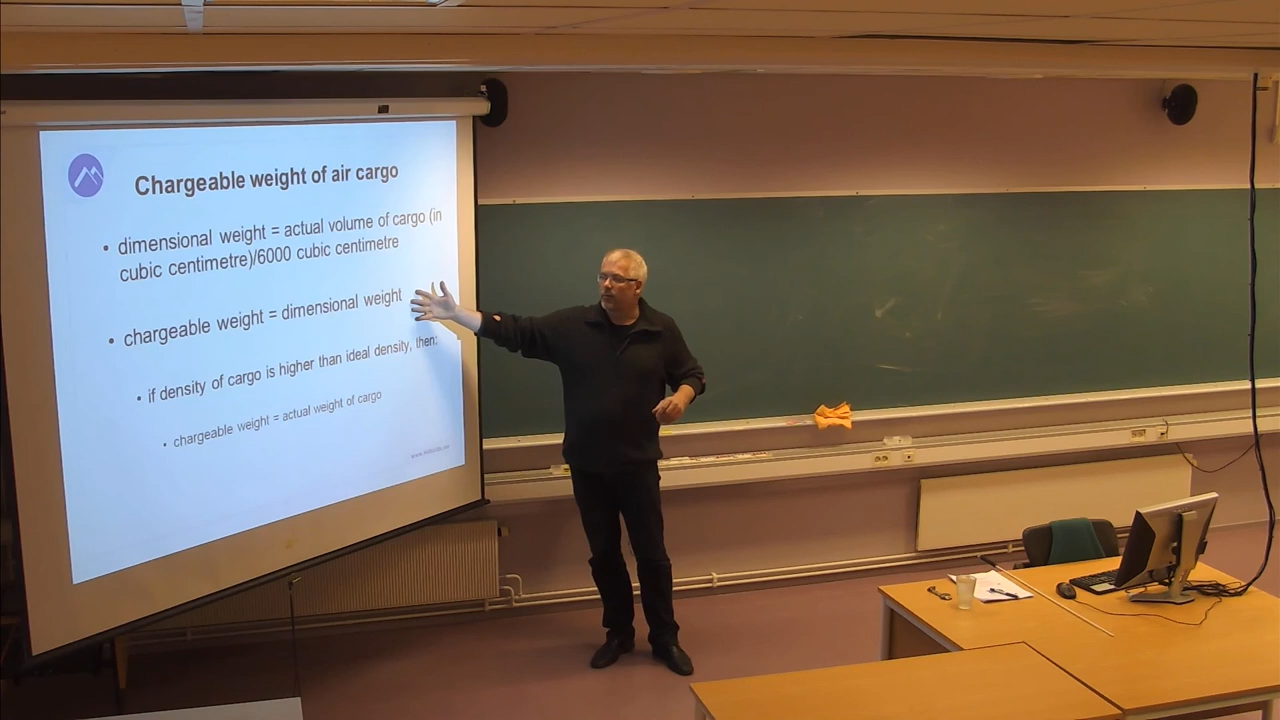 Chargeable weight of air cargo
• dimensional weight = actual volume of cargo (in
cubic centimetre)/6000 cubic centimetre
• chargeable weight = dimensional weight
• if density of cargo is higher than ideal density, then:
• chargeable weight = actual weight of cargo